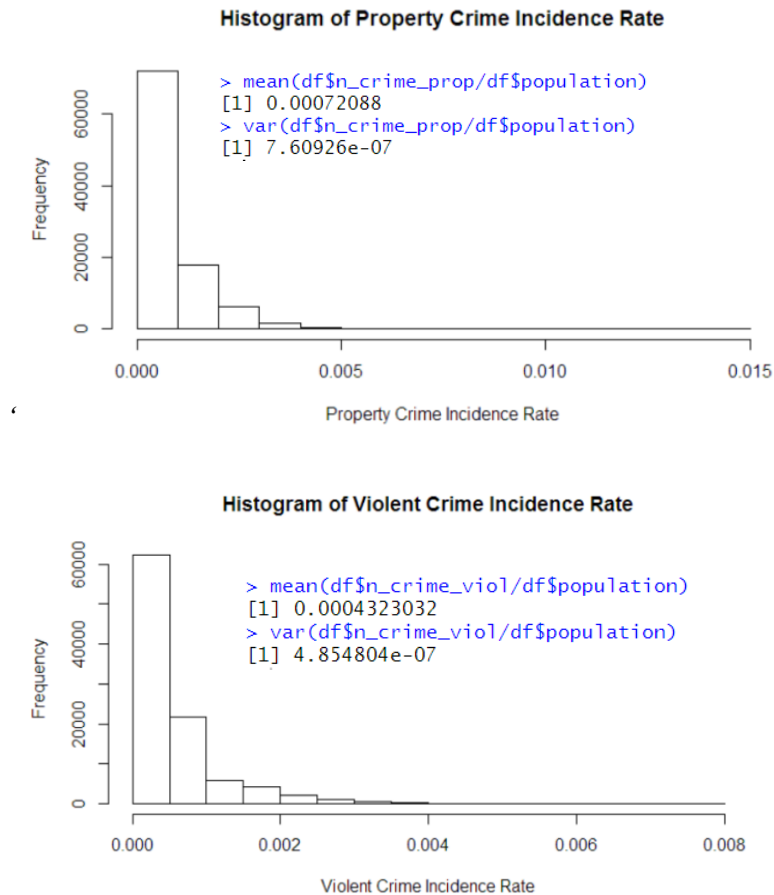 Histogram of Property Crime Incidence Rate
> mean(df$n_crime_prop/df$population)
[1] 0.00072088
> var(df$n_crime_prop/df$population)
[1] 7.60926e-07
Frequency
60000
40000
20000
0
0.000 0.005 0.010 0.015
Property Crime Incidence Rate
‘
Histogram of Violent Crime Incidence Rate
> mean(df$n_crime_viol/df$population)
[1] 0.0004323032
> var(df$n_crime_viol/df$population)
[1] 4.854804e-07
Frequency
60000
40000
20000
0
0.000 0.002 0.004 0.006 0.008
Violent Crime Incidence Rate